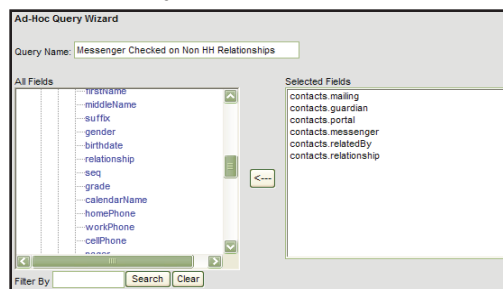 Ad-Hoc Query Wizard
Query Name: Messenger Checked on Non HH Relationships
All Fields
firstName
middleName
suffix
gender
birthdate
relationship
seq
grade
calendarName
homePhone
workPhone
cellPhone
pager
Selected Fields
contacts.mailing
contacts.guardian
contacts.portal
contacts.messenger
contacts.relatedBy
contacts.relationship
<---
Filter By
Search
Clear